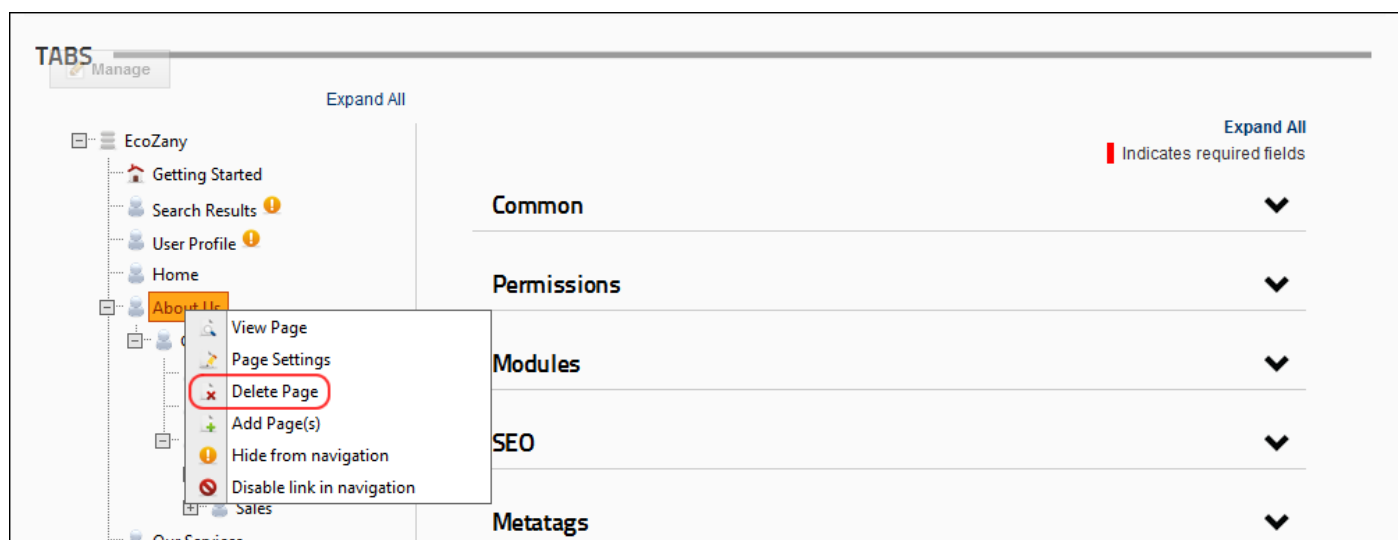 TABS
Manage
Expand All
EcoZany
Getting Started
Search Results
User Profile
Home
About Us
View Page
Page Settings
Delete Page
Add Page(s)
Hide from navigation
Disable link in navigation
Sales
Our Services
Expand All
Indicates required fields
Common
Permissions
Modules
SEO
Metatags